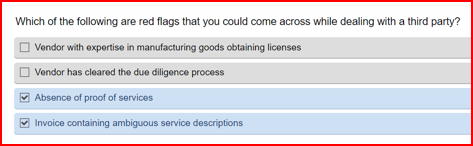 Which of the following are red flags that you could come across while dealing with a third party?
Vendor with expertise in manufacturing goods obtaining licenses
Vendor has cleared the due diligence process
Absence of proof of services
Invoice containing ambiguous service descriptions